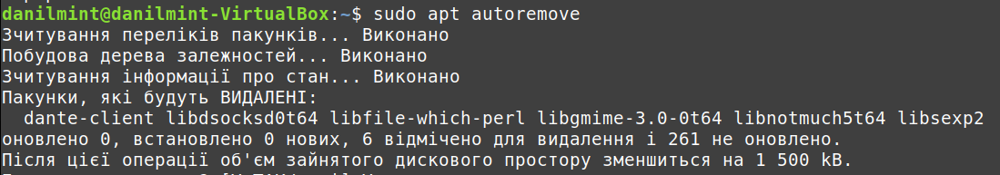 danilmint@danilmint-VirtualBox:~$ sudo apt autoremove
Зчитування переліків пакунків... Виконано
Побудова дерева залежностей... Виконано
Зчитування інформації про стан... Виконано
Пакунки, які будуть ВИДАЛЕНІ:
  dante-client libdsocksd0t64 libfile-which-perl libgmime-3.0-0t64 libnotmuch5t64 libsexp2
оновлено 0, встановлено 0 нових, 6 відмічено для видалення і 261 не оновлено.
Після цієї операції об'єм зайнятого дискового простору зменшиться на 1 500 kB.